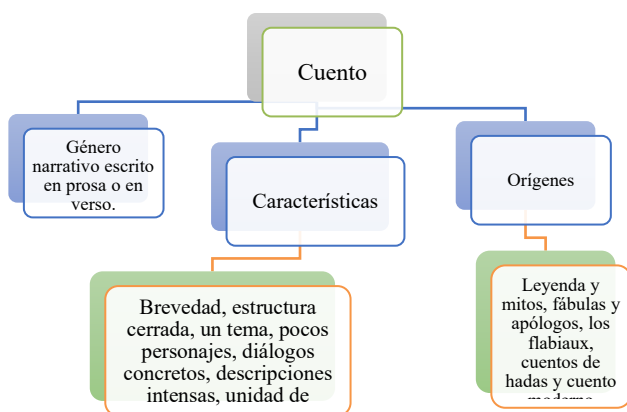 Cuento
Género
narrativo escrito
en prosa o en
verso.
Características
Orígenes
Brevedad, estructura
cerrada, un tema, pocos
personajes, diálogos
concretos, descripciones
intensas, unidad de
Leyenda y
mitos, fábulas y
apólogos, los
flabiaux,
cuentos de
hadas y cuento
moderno